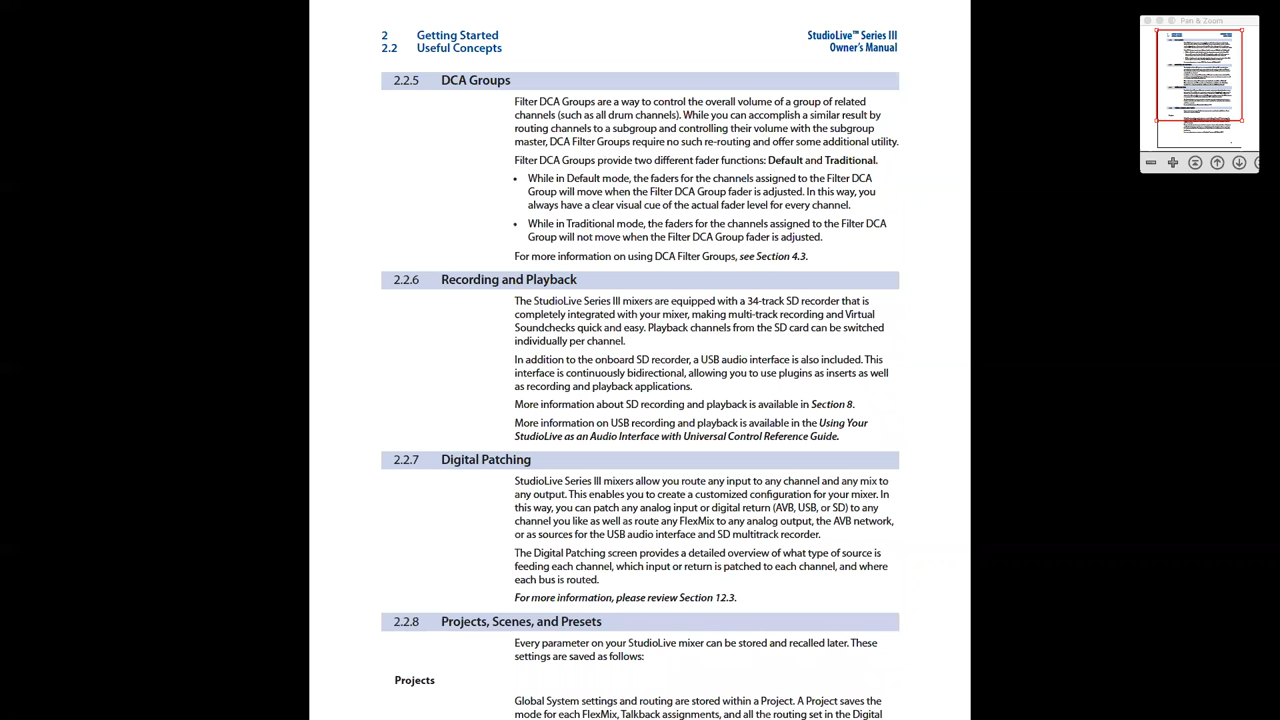 2 Getting Started
2.2 Useful Concepts
StudioLive™ Series III
Owner's Manual
Pan & Zoom
2.2.5 DCA Groups
Filter DCA Groups are a way to control the overall volume of a group of related
channels (such as all drum channels). While you can accomplish a similar result by
routing channels to a subgroup and controlling their volume with the subgroup
master, DCA Filter Groups require no such re-routing and offer some additional utility.
Filter DCA Groups provide two different fader functions: Default and Traditional.
• While in Default mode, the faders for the channels assigned to the Filter DCA
Group will move when the Filter DCA Group fader is adjusted. In this way, you
always have a clear visual cue of the actual fader level for every channel.
• While in Traditional mode, the faders for the channels assigned to the Filter DCA
Group will not move when the Filter DCA Group fader is adjusted.
For more information on using DCA Filter Groups, see Section 4.3.
2.2.6 Recording and Playback
The StudioLive Series III mixers are equipped with a 34-track SD recorder that is
completely integrated with your mixer, making multi-track recording and Virtual
Soundchecks quick and easy. Playback channels from the SD card can be switched
individually per channel.
In addition to the onboard SD recorder, a USB audio interface is also included. This
interface is continuously bidirectional, allowing you to use plugins as inserts as well
as recording and playback applications.
More information about SD recording and playback is available in Section 8.
More information on USB recording and playback is available in the Using Your
StudioLive as an Audio Interface with Universal Control Reference Guide.
2.2.7 Digital Patching
StudioLive Series III mixers allow you route any input to any channel and any mix to
any output. This enables you to create a customized configuration for your mixer. In
this way, you can patch any analog input or digital return (AVB, USB, or SD) to any
channel you like as well as route any FlexMix to any analog output, the AVB network,
or as sources for the USB audio interface and SD multitrack recorder.
The Digital Patching screen provides a detailed overview of what type of source is
feeding each channel, which input or return is patched to each channel, and where
each bus is routed.
For more information, please review Section 12.3.
2.2.8 Projects, Scenes, and Presets
Every parameter on your StudioLive mixer can be stored and recalled later. These
settings are saved as follows:
Projects
Global System settings and routing are stored within a Project. A Project saves the
mode for each FlexMix, Talkback assignments, and all the routing set in the Digital